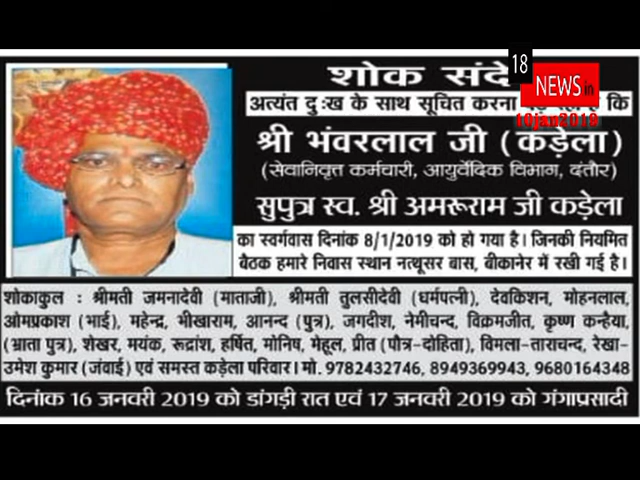 शोक संदे
18
NEWS in
10jan2019
अत्यंत दु :ख के साथ सूचित करना कि
श्री भंवरलाल जी (कड़ेला)
(सेवानिवृत्त कर्मचारी, आयुर्वेदिक विभाग, दंतौर)
सुपुत्र स्व. श्री अमरूराम जी कड़ेला
का स्वर्गवास दिनांक 8/1/2019 को हो गया है। जिनकी नियमित
बैठक हमारे निवास स्थान नत्थूसर बास, बीकानेर में रखी गई है।
शोकाकुल : श्रीमती जमनादेवी (माताजी), श्रीमती तुलसीदेवी (धर्मपत्नी), देवकिशन, मोहनलाल,
ओमप्रकाश (भाई), महेन्द्र, भीखाराम, आनन्द (पुत्र), जगदीश, नेमीचन्द, विक्रमजीत, कृष्ण कन्हैया,
(भ्राता पुत्र), शेखर, मयंक, रूद्रांश, हर्षित, मोनिष, मेहूल, प्रीत (पौत्र-दोहिता), विमला-ताराचन्द, रेखा-
उमेश कुमार (जंवाई) एवं समस्त कड़ेला परिवार। मो. 9782432746, 8949369943, 9680164348
दिनांक 16 जनवरी 2019 को डांगड़ी रात एवं 17 जनवरी 2019 को गंगाप्रसादी